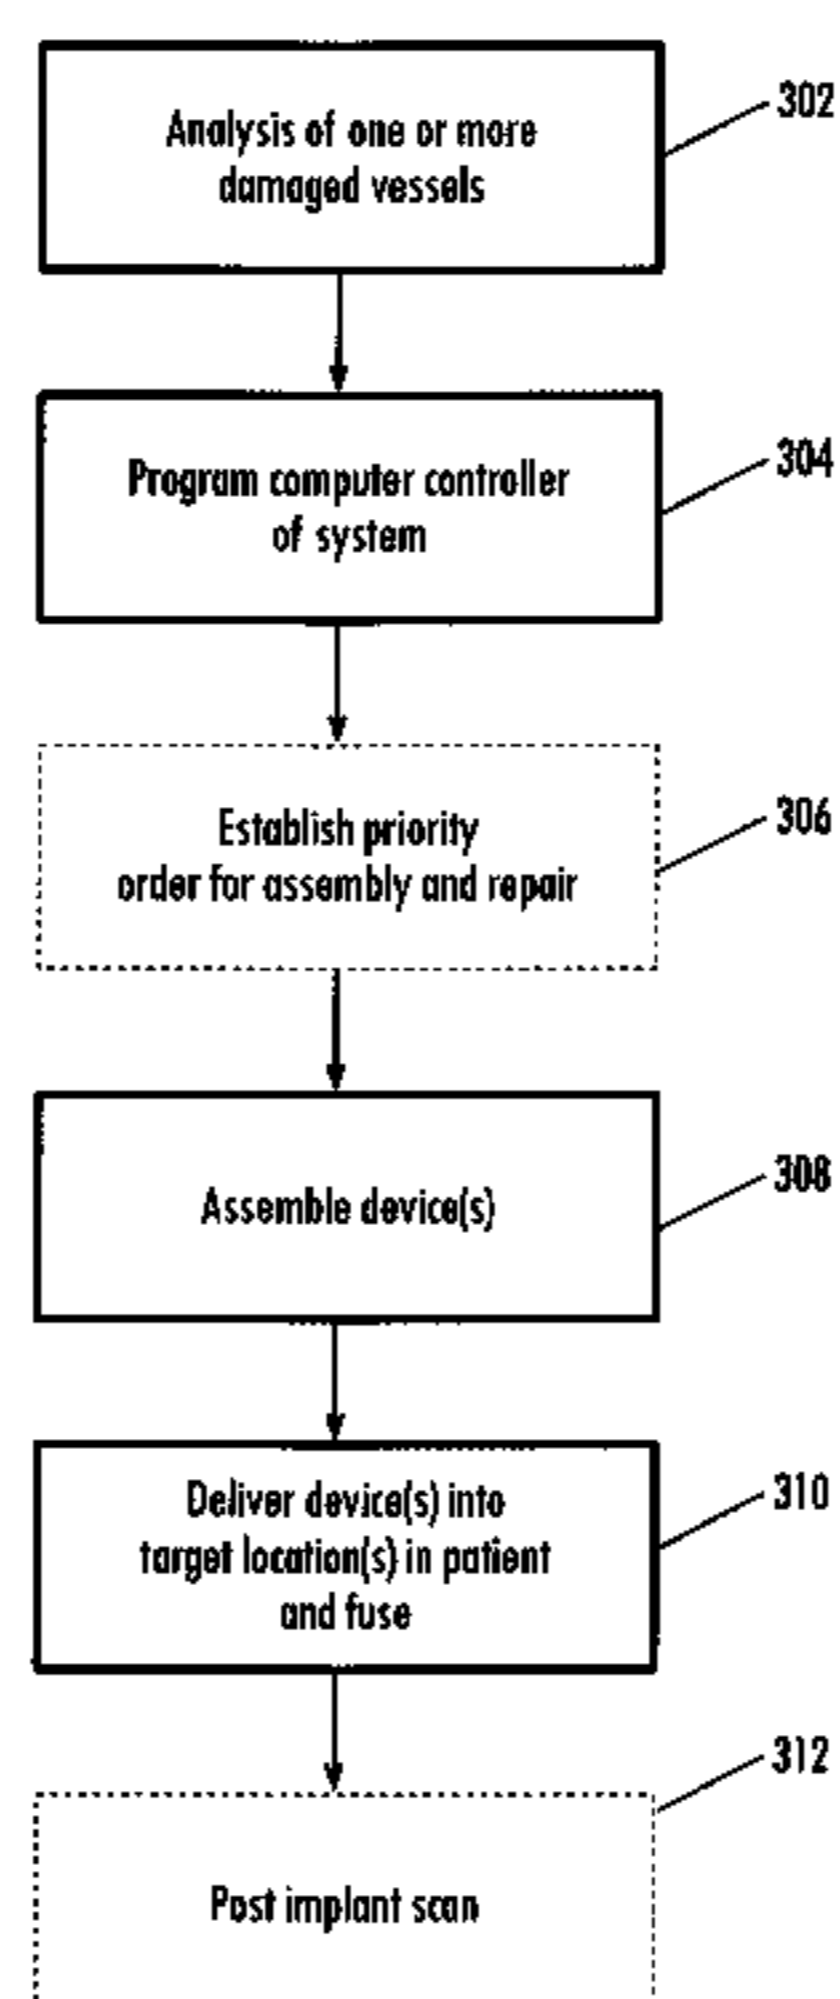 Analysis of one or more
damaged vessels
302
Program computer controller
of system
304
Establish priority
order for assembly and repair
306
Assemble device(s)
308
Deliver device(s) into
target location(s) in patient
and fuse
310
312
Post implant scan